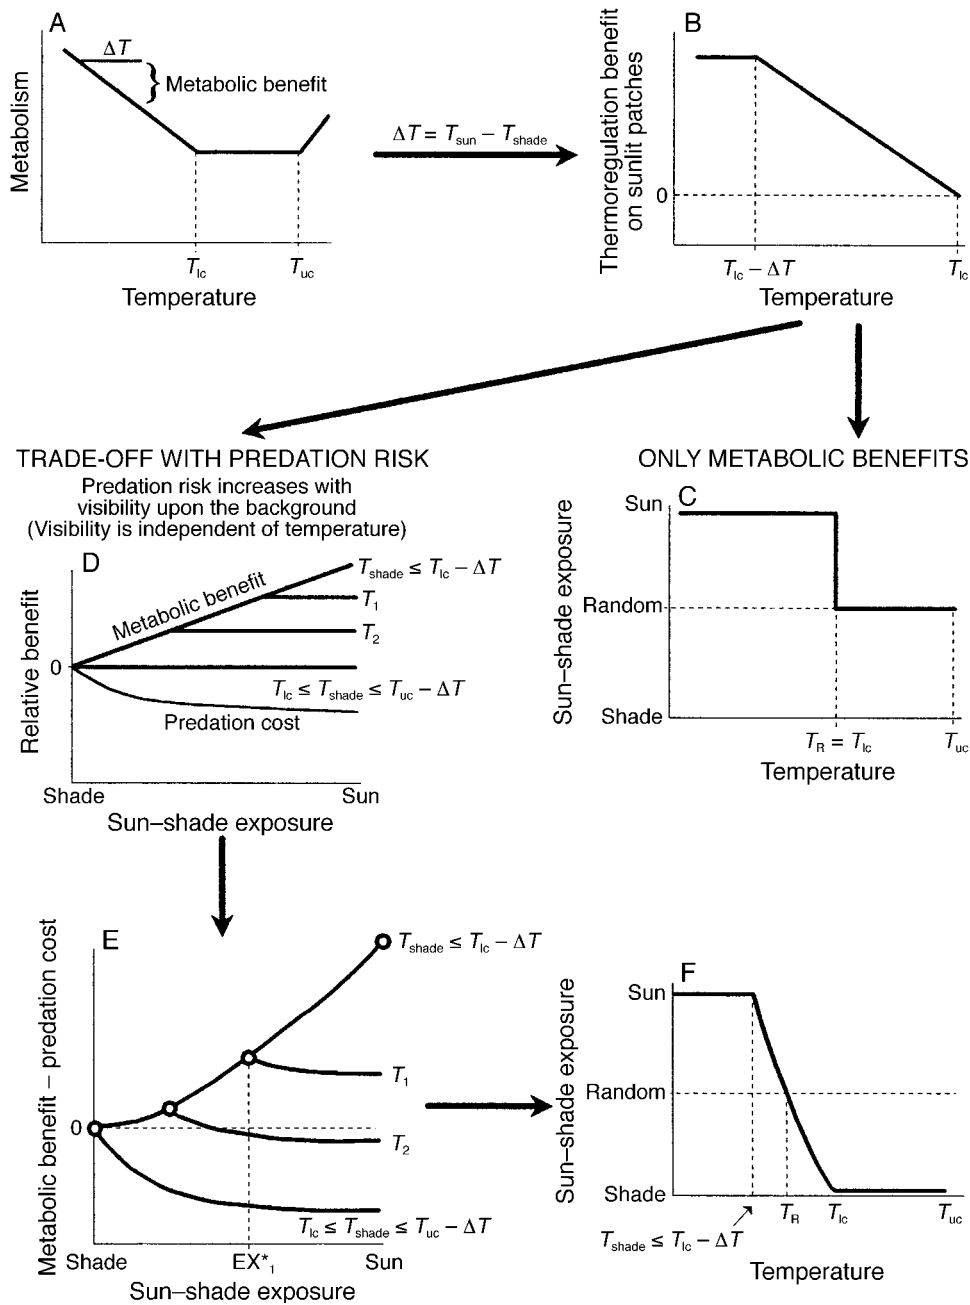 A
ΔT
Metabolic benefit
Metabolism
T_lc
T_uc
Temperature
ΔT = T_sun – T_shade
B
Thermoregulation benefit
on sunlit patches
0
T_lc – ΔT
T_lc
Temperature
TRADE-OFF WITH PREDATION RISK
Predation risk increases with
visibility upon the background
(Visibility is independent of temperature)
ONLY METABOLIC BENEFITS
C
Sun–shade exposure
Sun
Random
Shade
T_R = T_lc
T_uc
Temperature
D
Relative benefit
0
Metabolic benefit
T_shade ≤ T_lc – ΔT
T_1
T_2
T_lc ≤ T_shade ≤ T_uc – ΔT
Predation cost
Shade
Sun
Sun–shade exposure
E
Metabolic benefit – predation cost
0
T_shade ≤ T_lc – ΔT
T_1
T_2
T_lc ≤ T_shade ≤ T_uc – ΔT
Shade
EX*_1
Sun
Sun–shade exposure
F
Sun–shade exposure
Sun
Random
Shade
T_R
T_lc
T_uc
T_shade ≤ T_lc – ΔT
Temperature